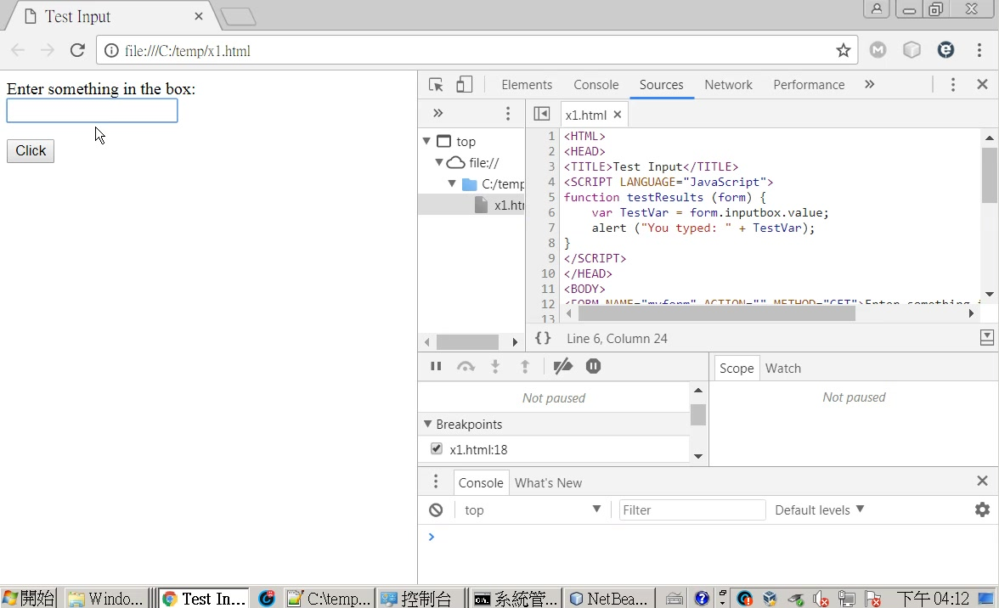 Test Input
file:///C:/temp/x1.html
Enter something in the box:
Click
Elements Console Sources Network Performance »
» x1.html
top
file://
C:/temp
x1.htm
1 <HTML>
2 <HEAD>
3 <TITLE>Test Input</TITLE>
4 <SCRIPT LANGUAGE="JavaScript">
5 function testResults (form) {
6 var TestVar = form.inputbox.value;
7 alert ("You typed: " + TestVar);
8 }
9 </SCRIPT>
10 </HEAD>
11 <BODY>
12 <FORM NAME="myform" ACTION="" METHOD="GET">Enter something i
13
{} Line 6, Column 24
Not paused
Breakpoints
x1.html:18
Scope Watch
Not paused
Console What's New
top Filter Default levels
開始 Windo... Test In... C:\temp... 控制台 系統管... NetBea... 下午 04:12